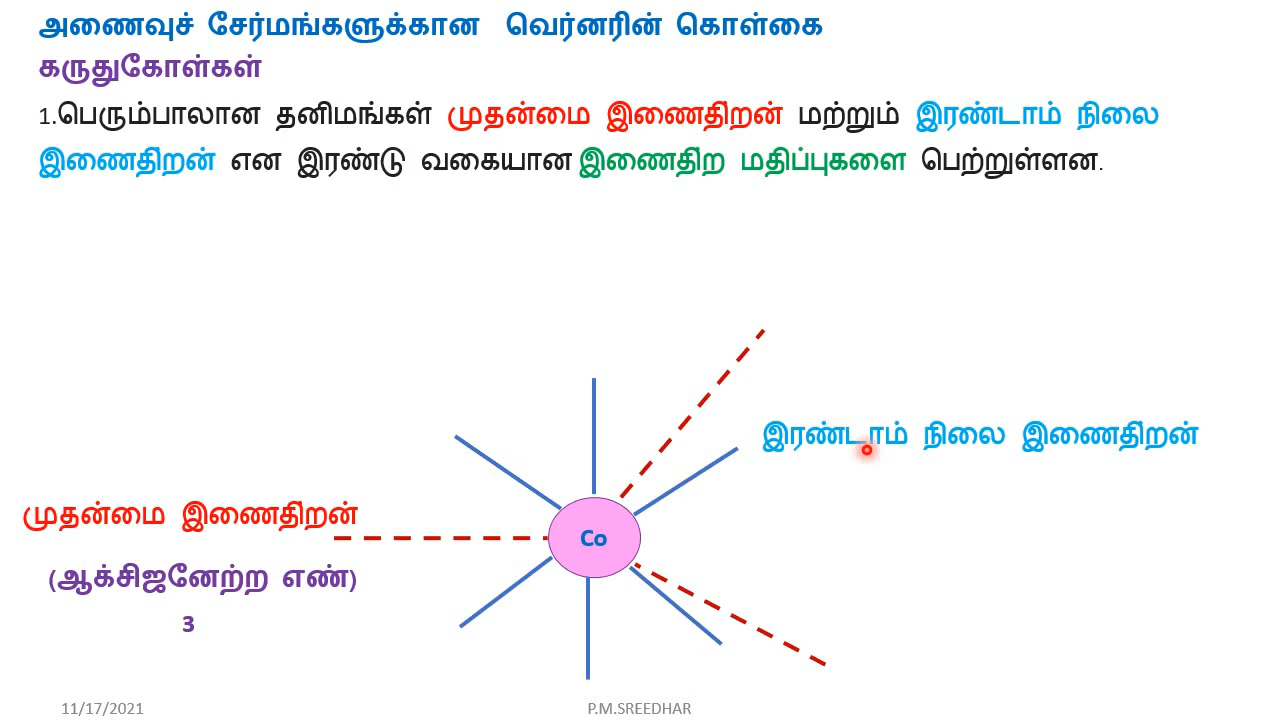 அணைவுச் சேர்மங்களுக்கான வெர்னரின் கொள்கை
கருதுகோள்கள்
1.பெரும்பாலான தனிமங்கள் முதன்மை இணைதிறன் மற்றும் இரண்டாம் நிலை
இணைதிறன் என இரண்டு வகையான இணைதிற மதிப்புகளை பெற்றுள்ளன.
இரண்டாம் நிலை இணைதிறன்
முதன்மை இணைதிறன்
Co
(ஆக்சிஜனேற்ற எண்)
3
11/17/2021
P.M.SREEDHAR